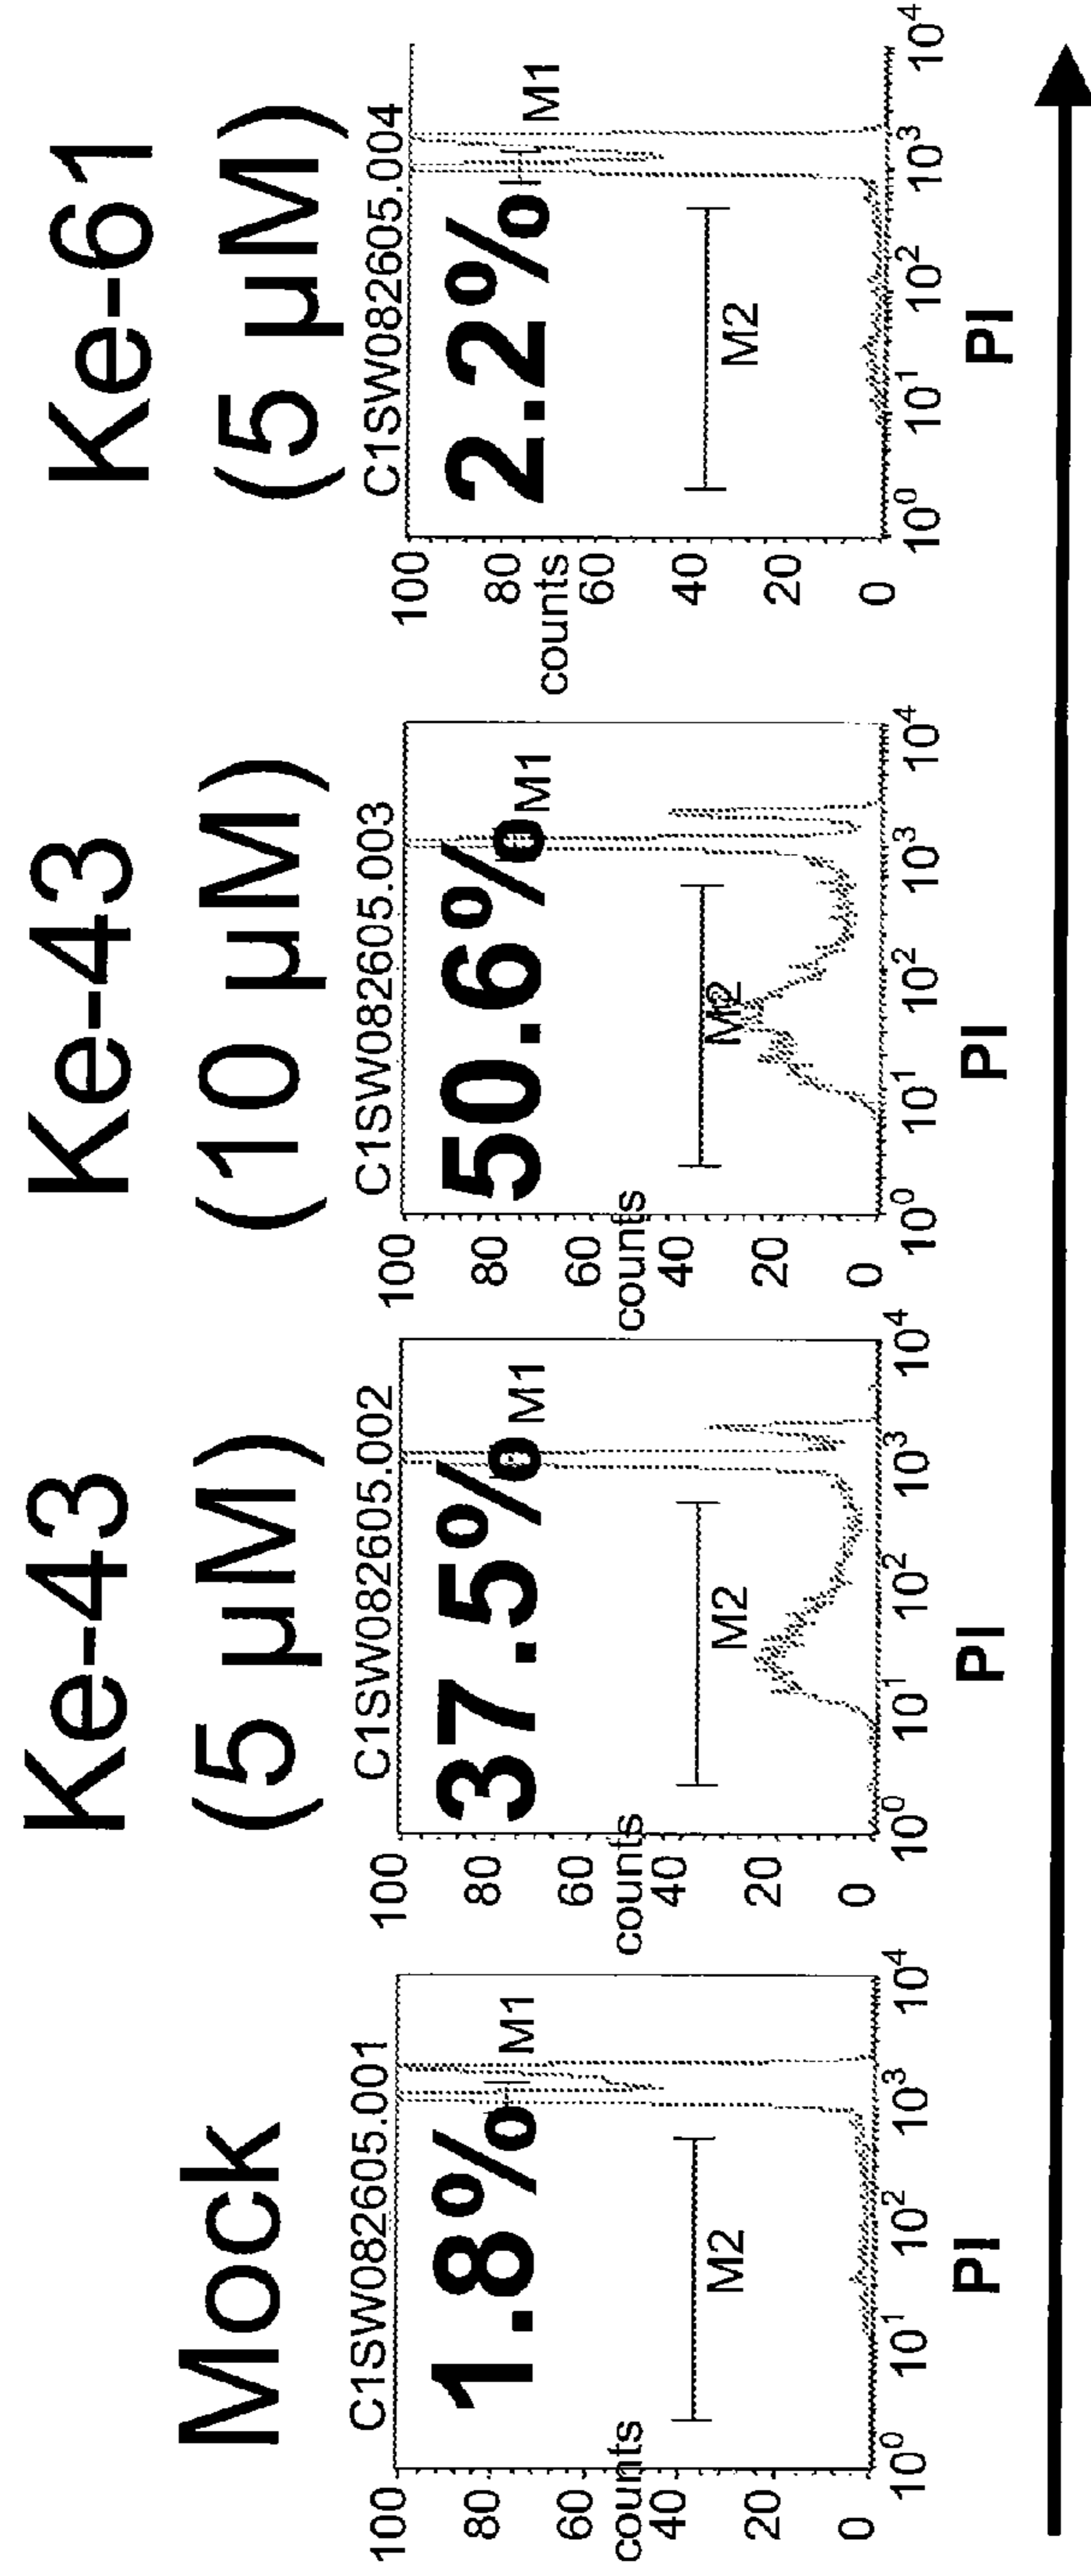 Mock
C1SW082605.001
1.8%
M1
M2
counts
100
80
60
40
20
0
10⁰ 10¹ 10² 10³ 10⁴
PI
Ke-43
(5 µM)
C1SW082605.002
37.5%
M1
M2
counts
100
80
60
40
20
0
10⁰ 10¹ 10² 10³ 10⁴
PI
Ke-43
(10 µM)
C1SW082605.003
50.6%
M1
M2
counts
100
80
60
40
20
0
10⁰ 10¹ 10² 10³ 10⁴
PI
Ke-61
(5 µM)
C1SW082605.004
2.2%
M1
M2
counts
100
80
60
40
20
0
10⁰ 10¹ 10² 10³ 10⁴
PI